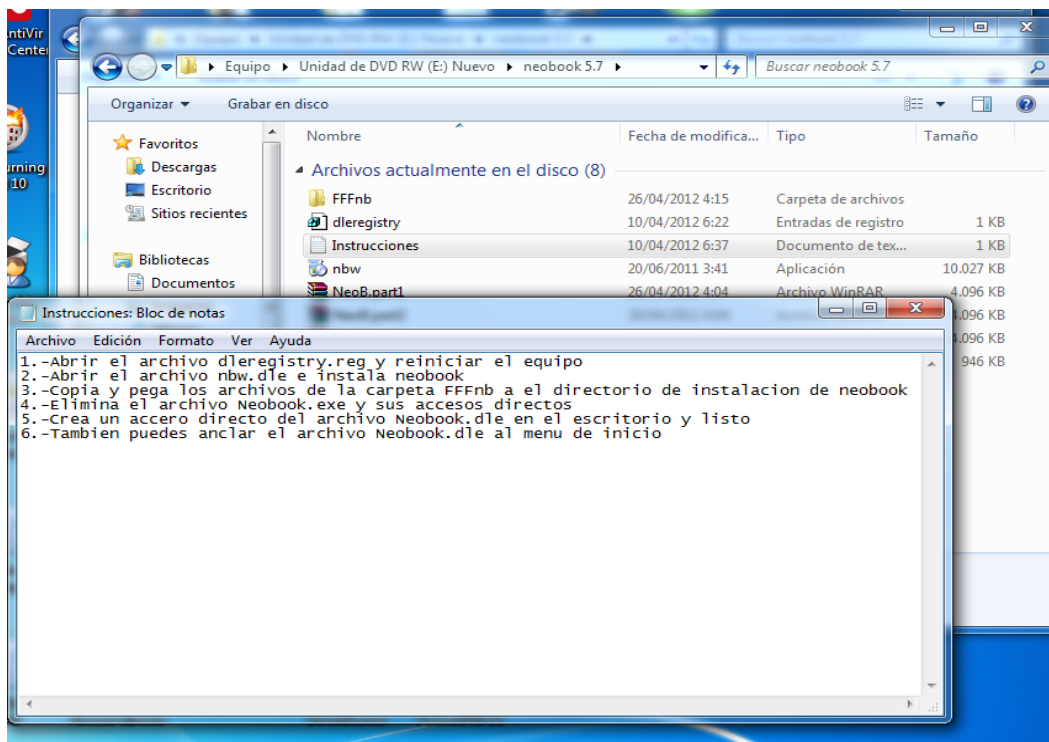 ntiVir
Center
Equipo Unidad de DVD RW (E:) Nuevo neobook 5.7
Buscar neobook 5.7
Organizar Grabar en disco
Nombre Fecha de modifica... Tipo Tamaño
Favoritos
Descargas
Escritorio
Sitios recientes
Bibliotecas
Documentos
urning
10
Archivos actualmente en el disco (8)
FFFnb 26/04/2012 4:15 Carpeta de archivos
dleregistry 10/04/2012 6:22 Entradas de registro 1 KB
Instrucciones 10/04/2012 6:37 Documento de tex... 1 KB
nbw 20/06/2011 3:41 Aplicación 10.027 KB
NeoB.part1 26/04/2012 4:04 Archivo WinRAR 4.096 KB
4.096 KB
4.096 KB
946 KB
Instrucciones: Bloc de notas
Archivo Edición Formato Ver Ayuda
1.-Abrir el archivo dleregistry.reg y reiniciar el equipo
2.-Abrir el archivo nbw.dle e instala neobook
3.-Copia y pega los archivos de la carpeta FFFnb a el directorio de instalacion de neobook
4.-Elimina el archivo Neobook.exe y sus accesos directos
5.-Crea un accero directo del archivo Neobook.dle en el escritorio y listo
6.-Tambien puedes anclar el archivo Neobook.dle al menu de inicio